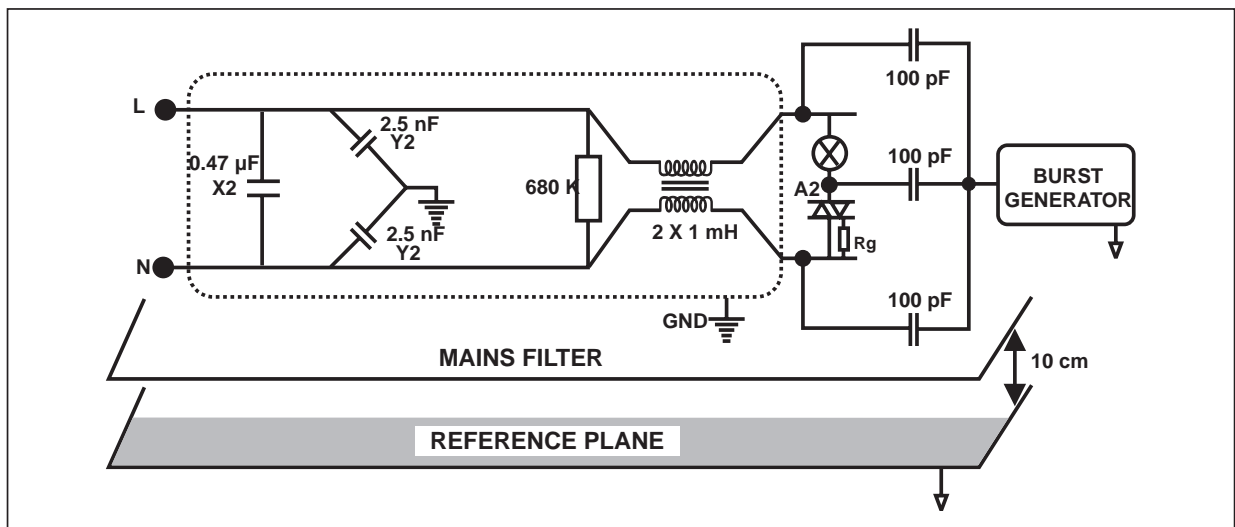 100 pF
L
2.5 nF
Y2
0.47 µF
X2
680 K
2 X 1 mH
A2
100 pF
Rg
BURST
GENERATOR
2.5 nF
Y2
N
100 pF
GND
MAINS FILTER
10 cm
REFERENCE PLANE